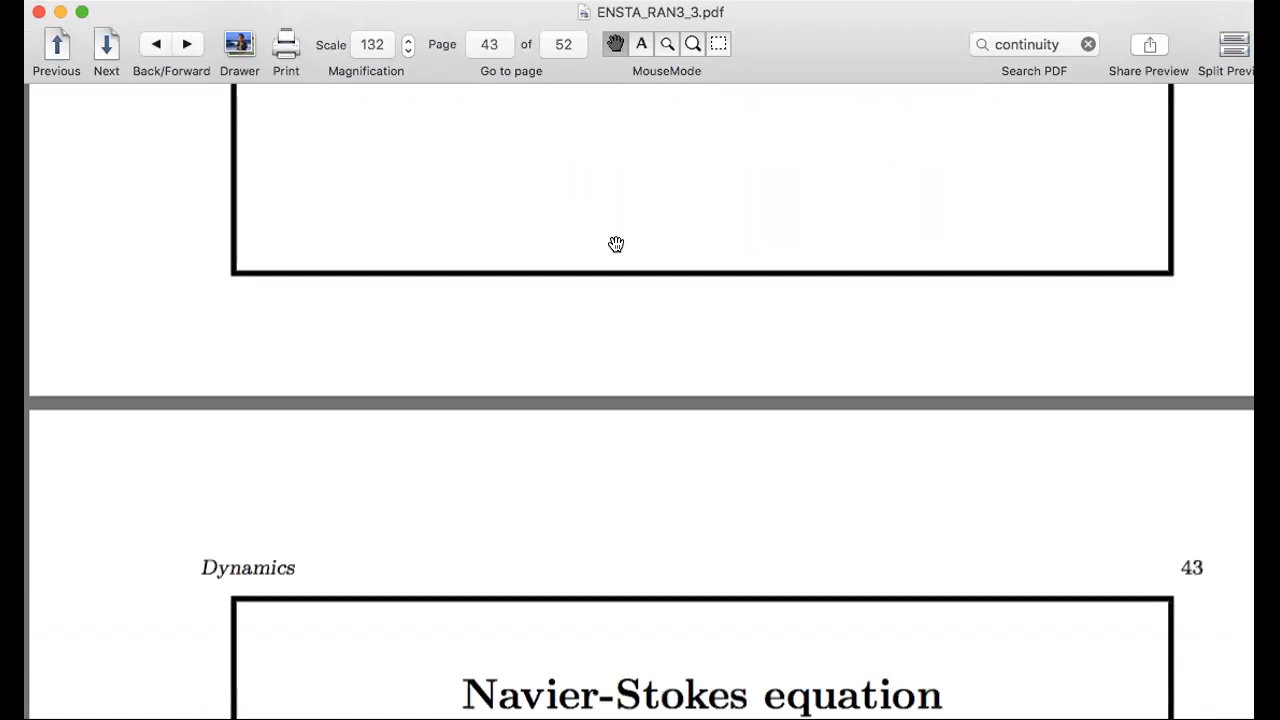 ENSTA_RAN3_3.pdf
Scale 132 Page 43 of 52 A continuity
Previous Next Back/Forward Drawer Print Magnification Go to page MouseMode Search PDF Share Preview Split Previ
Dynamics 43
Navier-Stokes equation